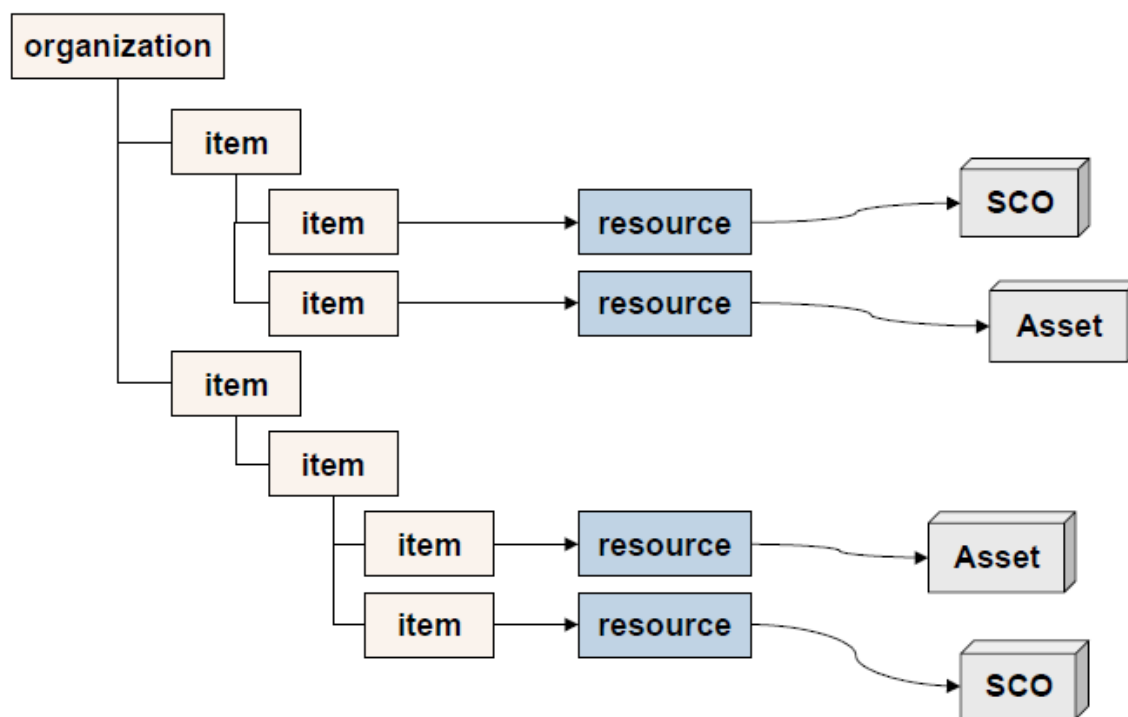 organization
item
item
resource
SCO
item
resource
Asset
item
item
item
resource
Asset
item
resource
SCO